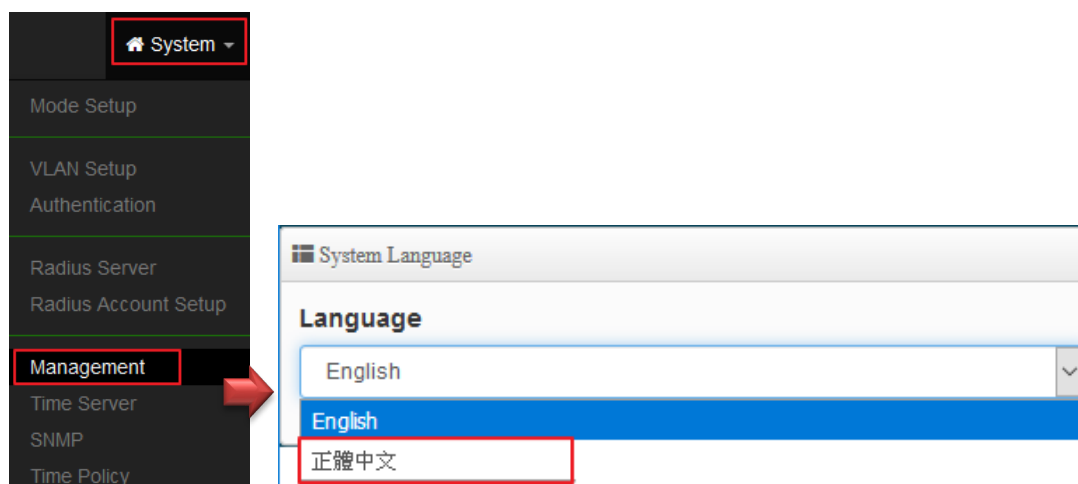 System
Mode Setup
VLAN Setup
Authentication
Radius Server
Radius Account Setup
Management
Time Server
SNMP
Time Policy
System Language
Language
English
English
正體中文